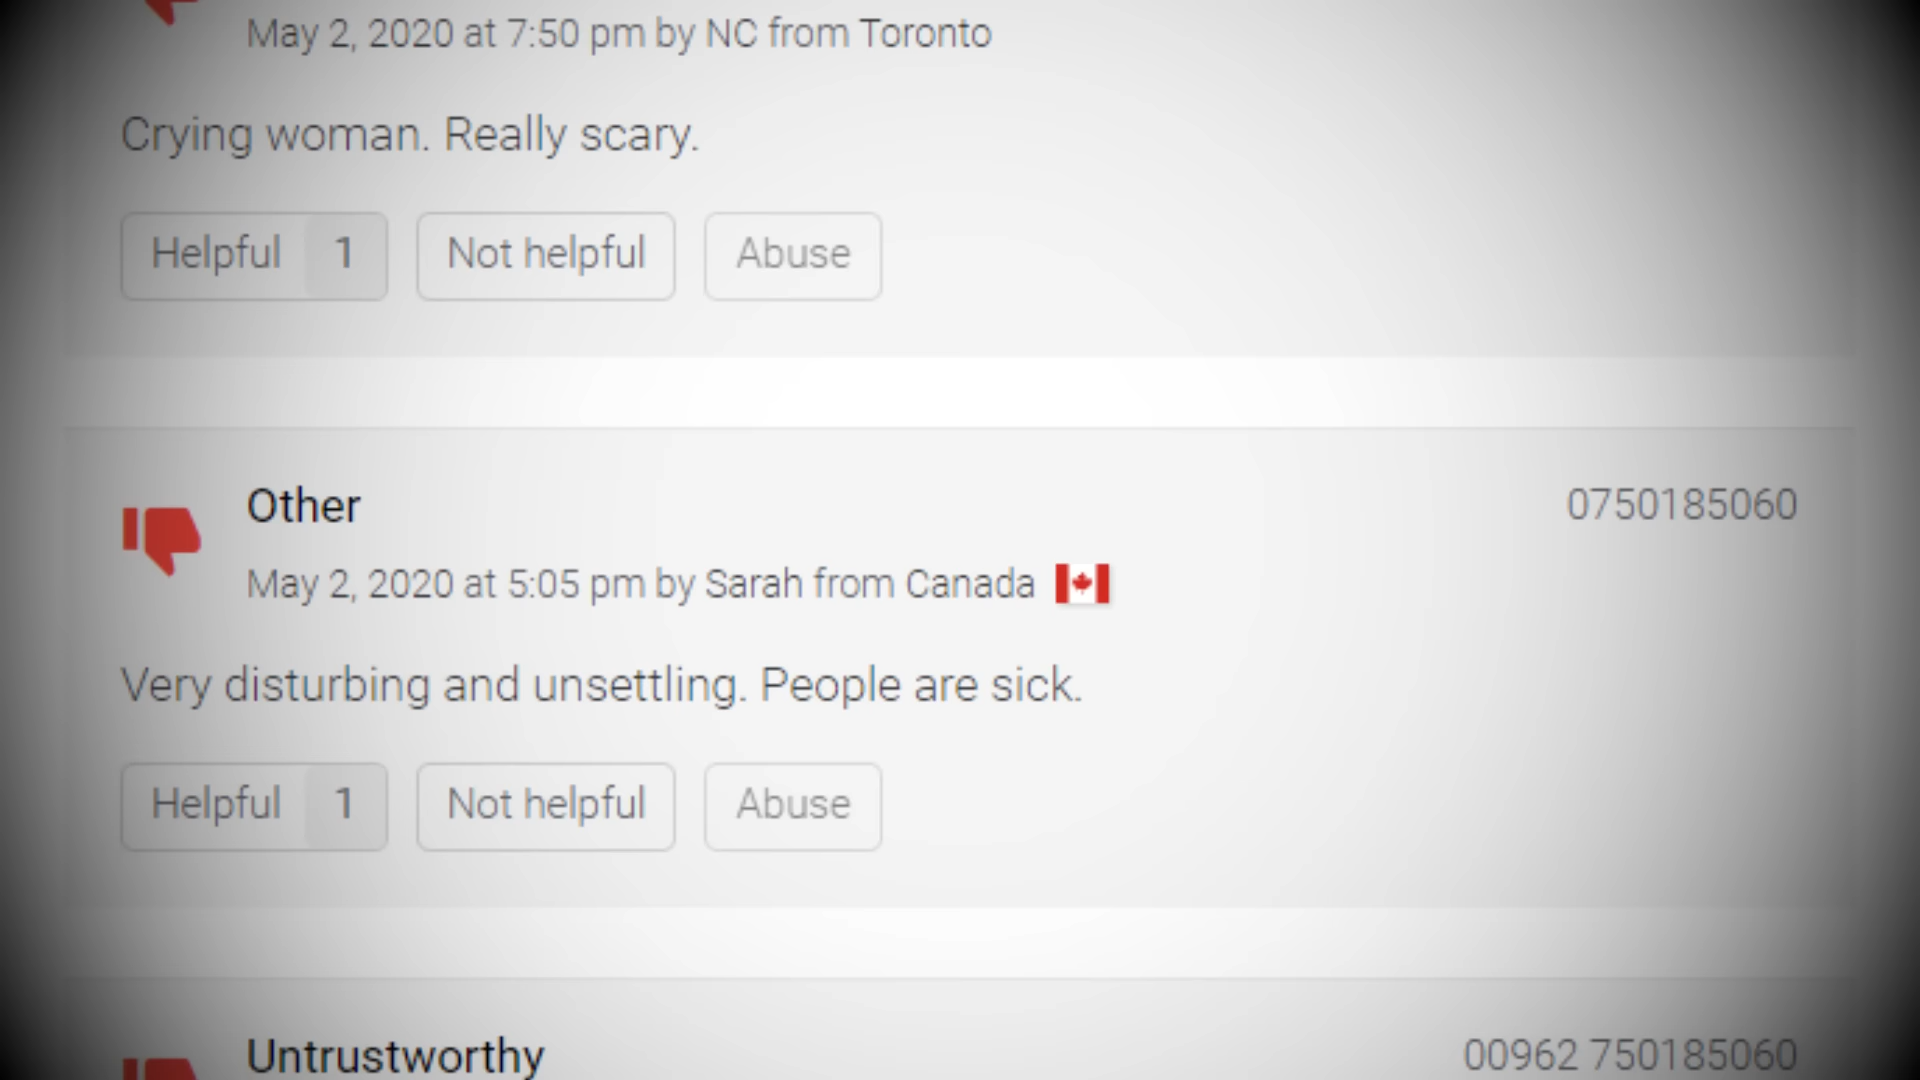 May 2, 2020 at 7:50 pm by NC from Toronto
Crying woman. Really scary.
Helpful 1 Not helpful Abuse
Other 0750185060
May 2, 2020 at 5:05 pm by Sarah from Canada
Very disturbing and unsettling. People are sick.
Helpful 1 Not helpful Abuse
Untrustworthy 00962 750185060